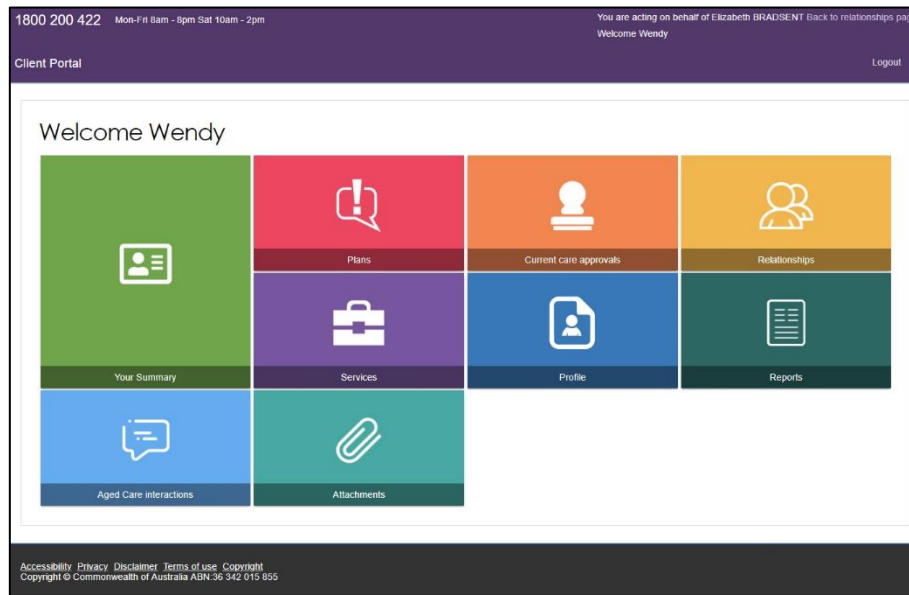 1800 200 422 Mon-Fri 8am - 8pm Sat 10am - 2pm
You are acting on behalf of Elizabeth BRADSENT Back to relationships pag
Welcome Wendy
Client Portal
Logout
Welcome Wendy
Plans
Current care approvals
Relationships
Your Summary
Services
Profile
Reports
Aged Care interactions
Attachments
Accessibility Privacy Disclaimer Terms of use Copyright
Copyright © Commonwealth of Australia ABN:36 342 015 855